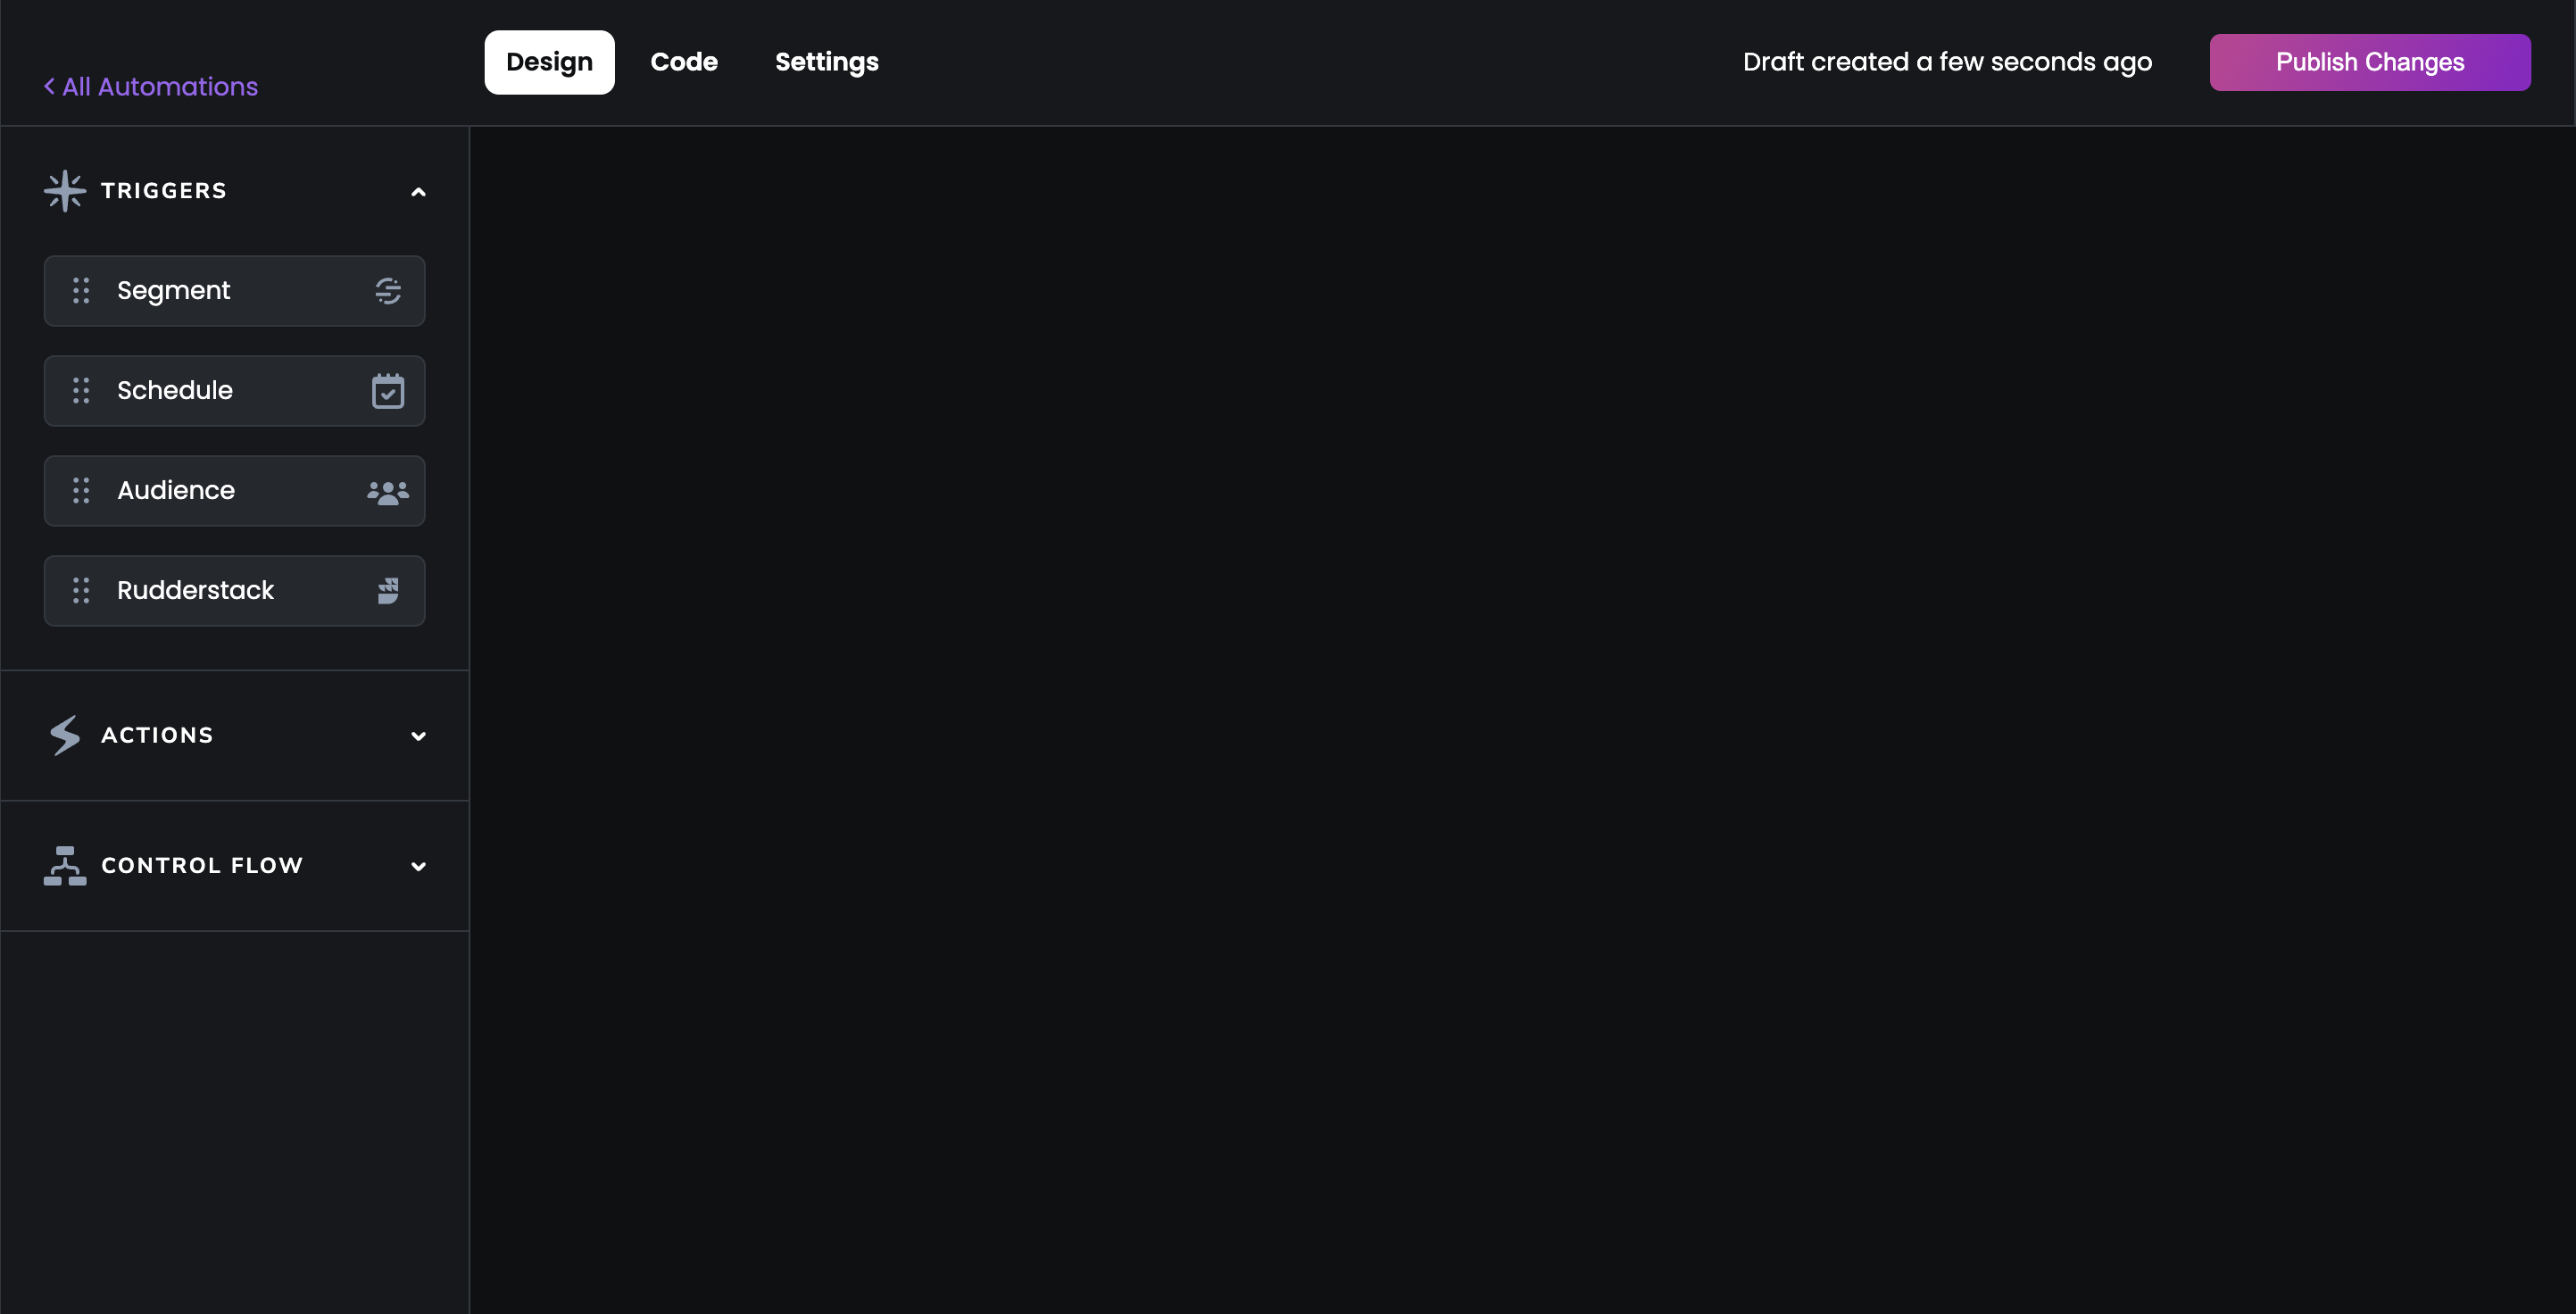 All Automations
Design
Code
Settings
Draft created a few seconds ago
Publish Changes
TRIGGERS
Segment
Schedule
Audience
Rudderstack
ACTIONS
CONTROL FLOW